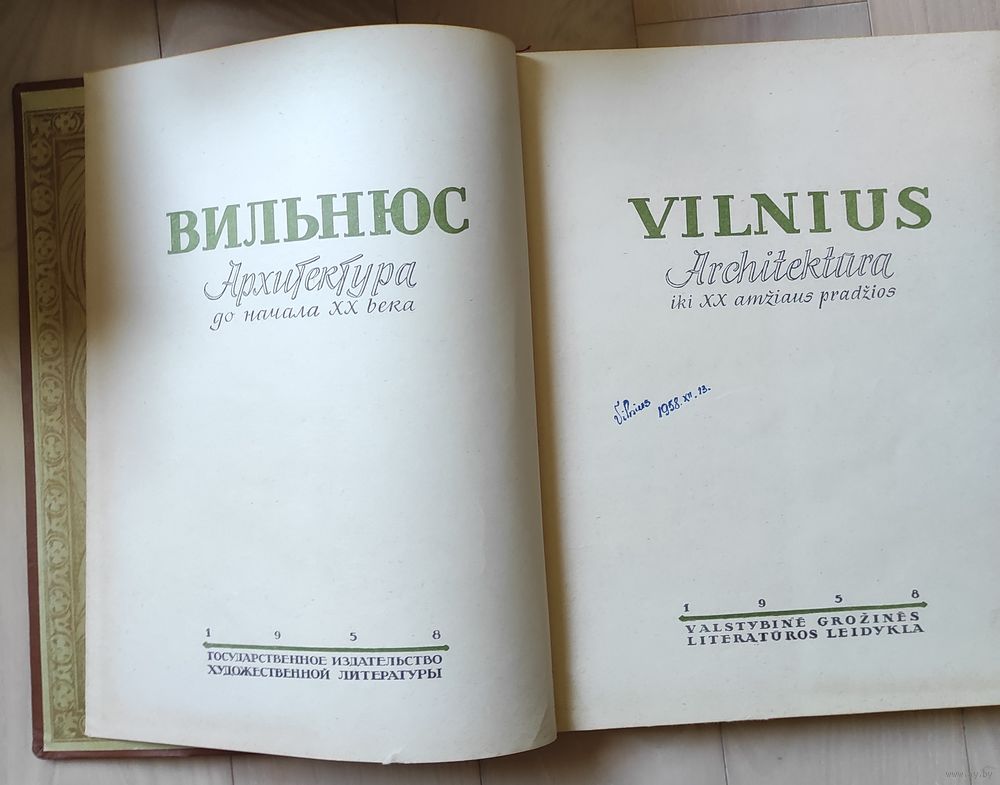 ВИЛЬНЮС
Архитектура
до начала XX века
1 9 5 8
ГОСУДАРСТВЕННОЕ ИЗДАТЕЛЬСТВО
ХУДОЖЕСТВЕННОЙ ЛИТЕРАТУРЫ
VILNIUS
Architektūra
iki XX amžiaus pradžios
Vilnius 1958.XII.13.
1 9 5 8
VALSTYBINĖ GROŽINĖS
LITERATŪROS LEIDYKLA